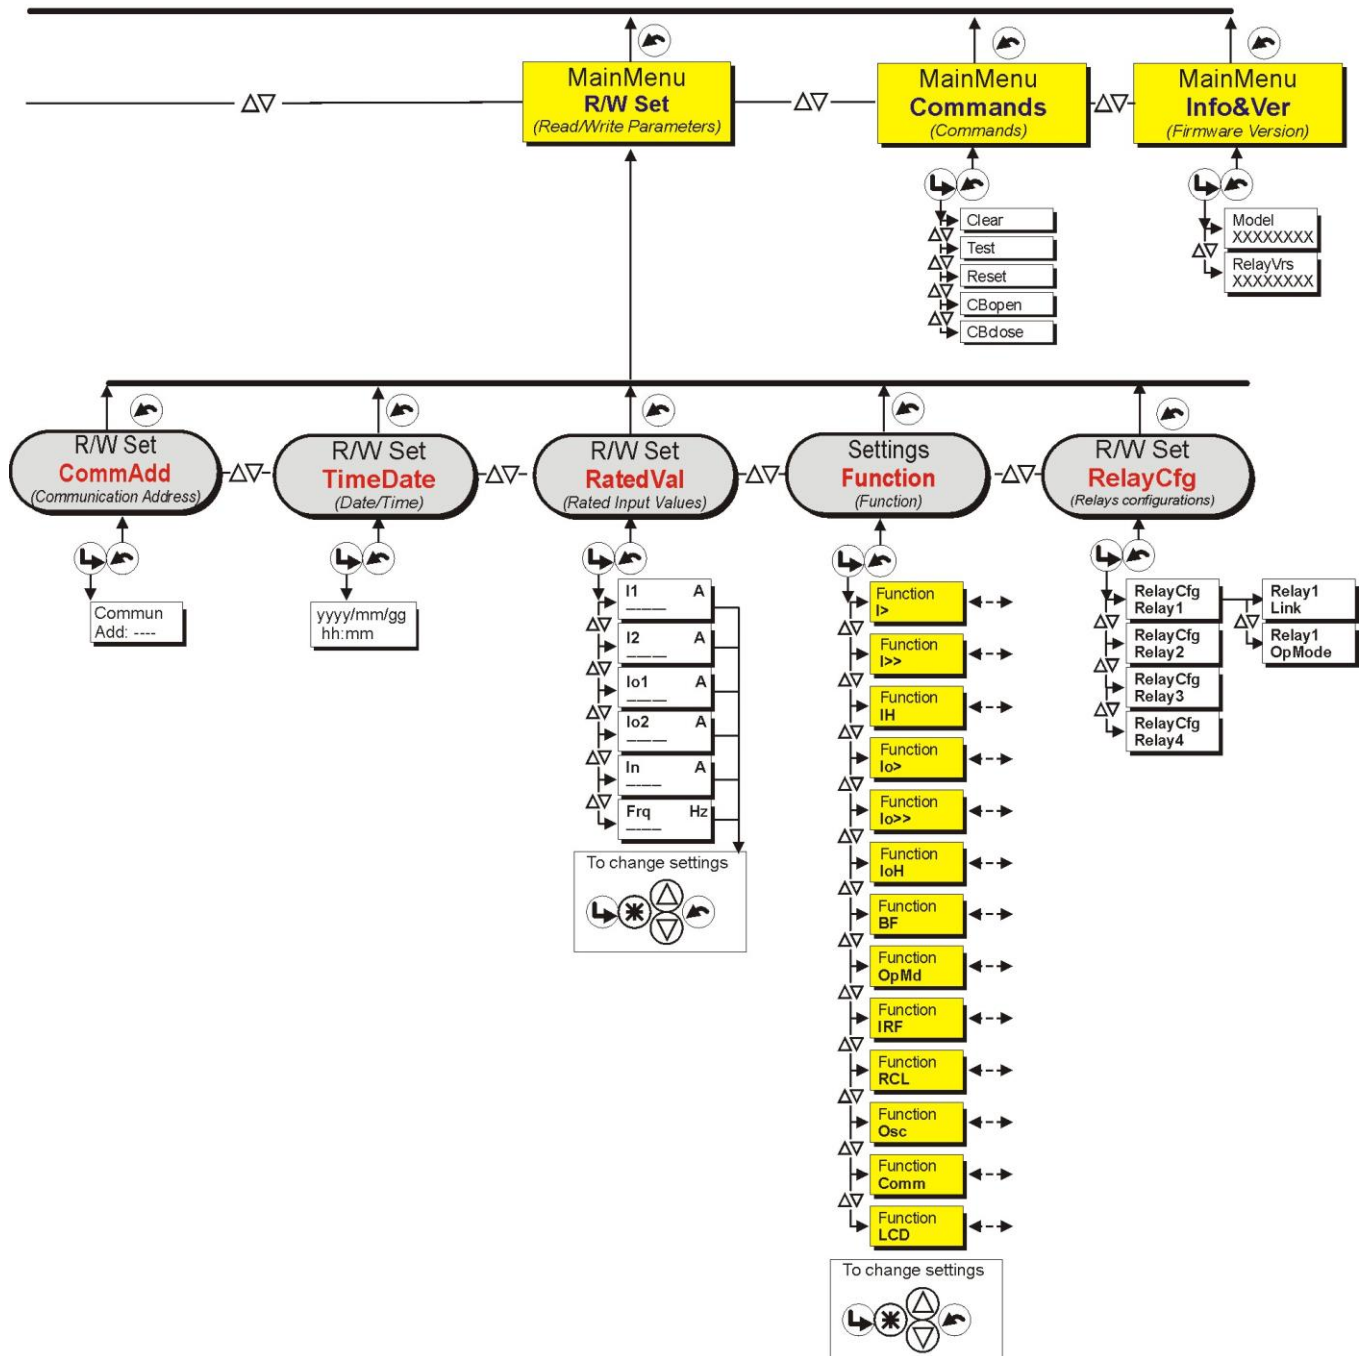 MainMenu
R/W Set
(Read/Write Parameters)
MainMenu
Commands
(Commands)
MainMenu
Info&Ver
(Firmware Version)
Clear
Test
Reset
CBopen
CBclose
Model
XXXXXXXX
RelayVrs
XXXXXXXX
R/W Set
CommAdd
(Communication Address)
R/W Set
TimeDate
(Date/Time)
R/W Set
RatedVal
(Rated Input Values)
Settings
Function
(Function)
R/W Set
RelayCfg
(Relays configurations)
Commun
Add: ----
yyyy/mm/gg
hh:mm
I1 A
I2 A
Io1 A
Io2 A
In A
Frq Hz
To change settings
Function
I>
Function
I>>
Function
IH
Function
Io>
Function
Io>>
Function
IoH
Function
BF
Function
OpMd
Function
IRF
Function
RCL
Function
Osc
Function
Comm
Function
LCD
To change settings
RelayCfg
Relay1
RelayCfg
Relay2
RelayCfg
Relay3
RelayCfg
Relay4
Relay1
Link
Relay1
OpMode